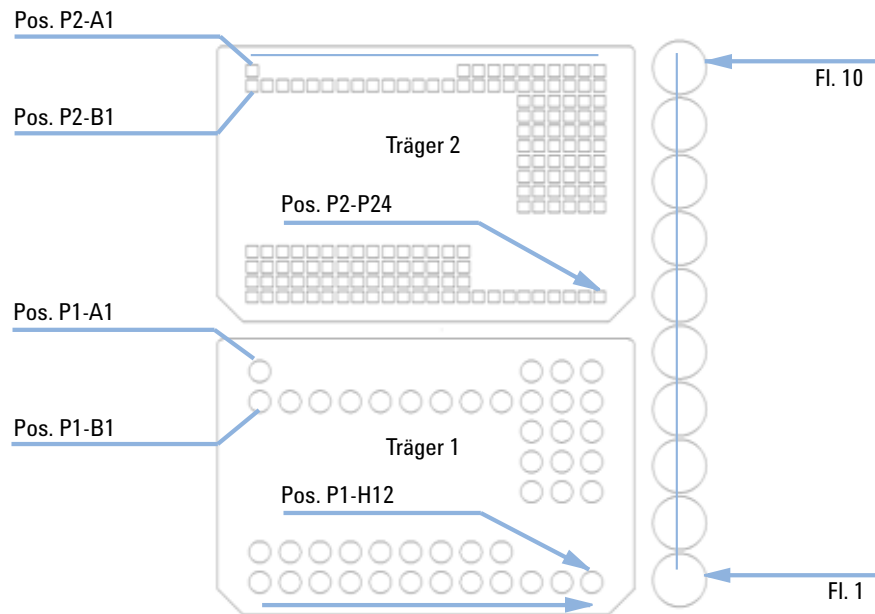 Pos. P2-A1
Fl. 10
Pos. P2-B1
Träger 2
Pos. P2-P24
Pos. P1-A1
Pos. P1-B1
Träger 1
Pos. P1-H12
Fl. 1